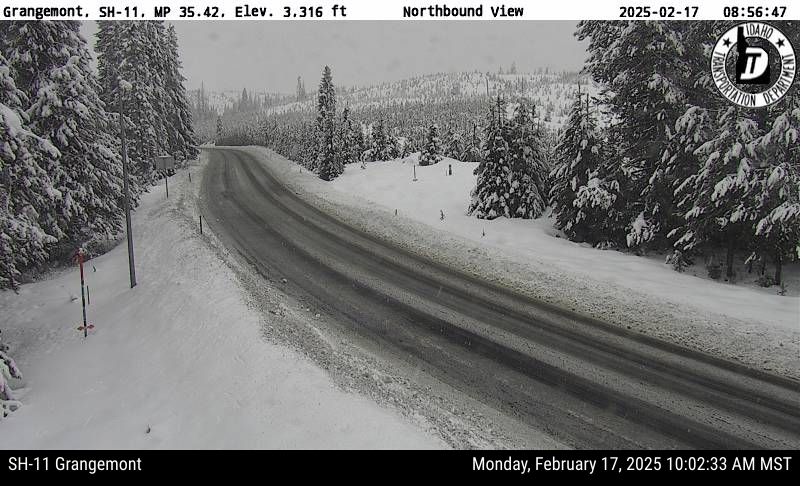 Grangemont, SH-11, MP 35.42, Elev. 3,316 ft Northbound View 2025-02-17 08:56:47
IDAHO
TRANSPORTATION DEPARTMENT
SH-11 Grangemont Monday, February 17, 2025 10:02:33 AM MST